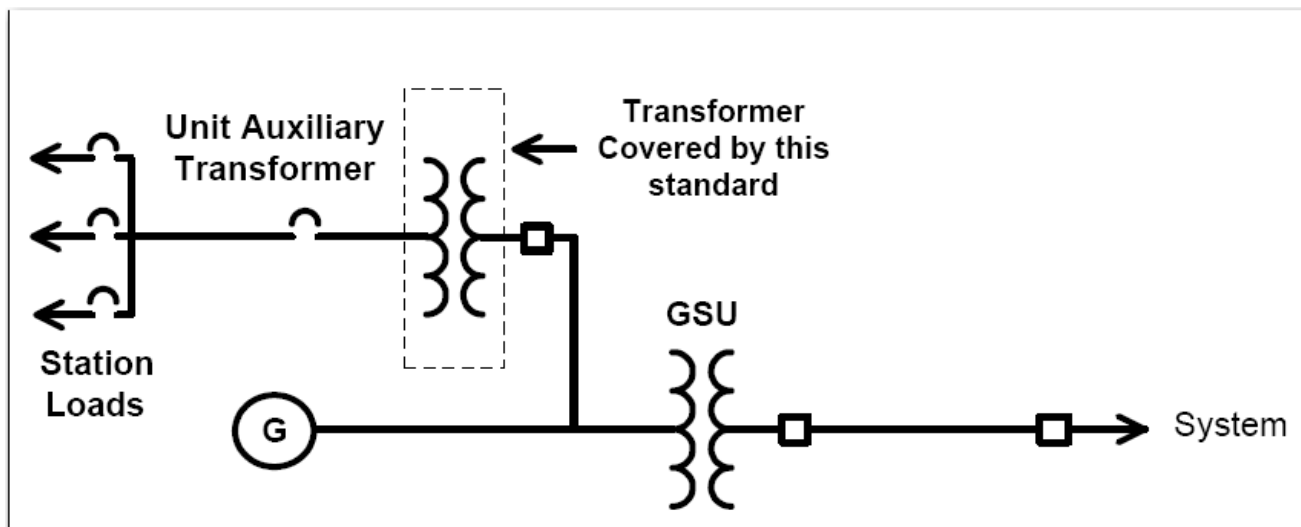 Unit Auxiliary
Transformer
Transformer
Covered by this
standard
GSU
Station
Loads
G
System